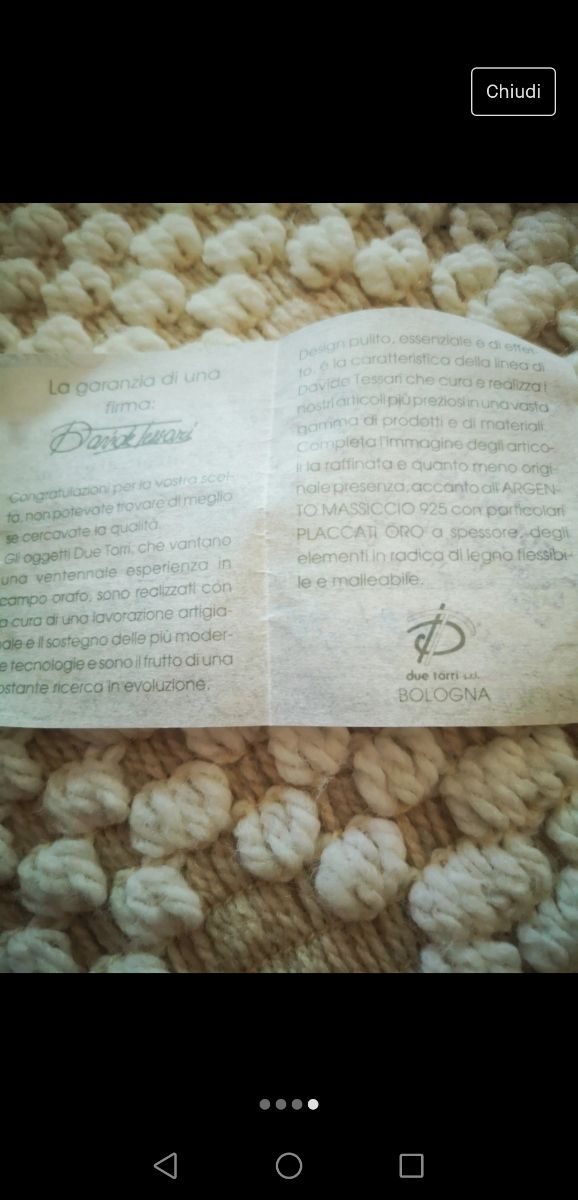 Chiudi
La garanzia di una
firma:
Davide Tessari
Congratulazioni per la vostra scel-
ta, non potevate trovare di meglio
se cercavate la qualità.
Gli oggetti Due Torri, che vantano
una ventennale esperienza in
campo orafo, sono realizzati con
a cura di una lavorazione artigia-
nale e il sostegno delle più moder-
e tecnologie e sono il frutto di una
ostante ricerca in evoluzione.
Design pulito, essenziale e di effet-
to, è la caratteristica della linea di
Davide Tessari che cura e realizza i
nostri articoli più preziosi in una vasta
gamma di prodotti e di materiali.
Completa l'immagine degli artico-
li la raffinata e quanto meno origi-
nale presenza, accanto all'ARGEN-
TO MASSICCIO 925 con particolari
PLACCATI ORO a spessore, degli
elementi in radica di legno flessibi-
le e malleabile.
due torri s.r.l.
BOLOGNA